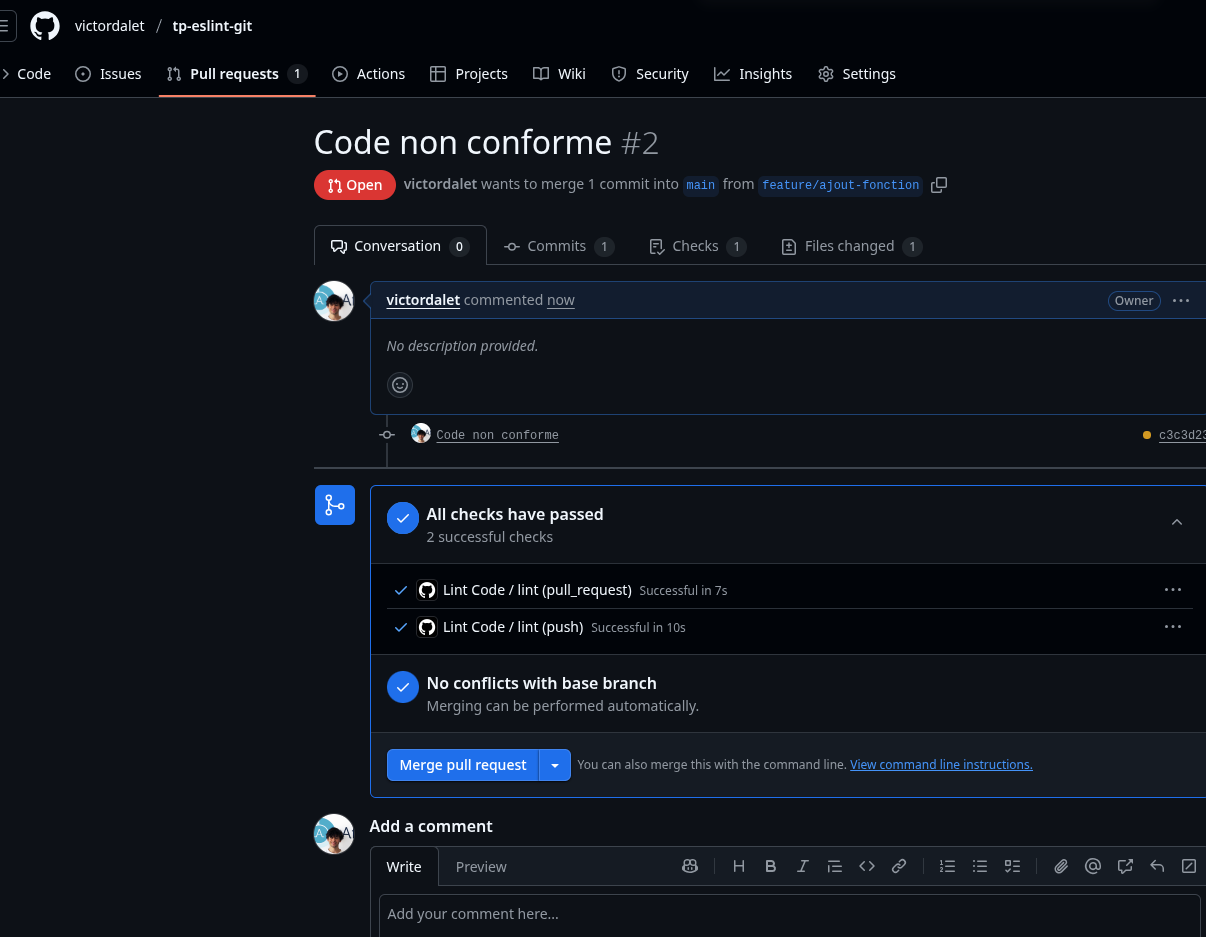 victordalet / tp-eslint-git
Code Issues Pull requests 1 Actions Projects Wiki Security Insights Settings
Code non conforme #2
Open victordalet wants to merge 1 commit into main from feature/ajout-fonction
Conversation 0 Commits 1 Checks 1 Files changed 1
victordalet commented now Owner
No description provided.
Code non conforme c3c3d23
All checks have passed
2 successful checks
Lint Code / lint (pull_request) Successful in 7s
Lint Code / lint (push) Successful in 10s
No conflicts with base branch
Merging can be performed automatically.
Merge pull request You can also merge this with the command line. View command line instructions.
Add a comment
Write Preview
Add your comment here...